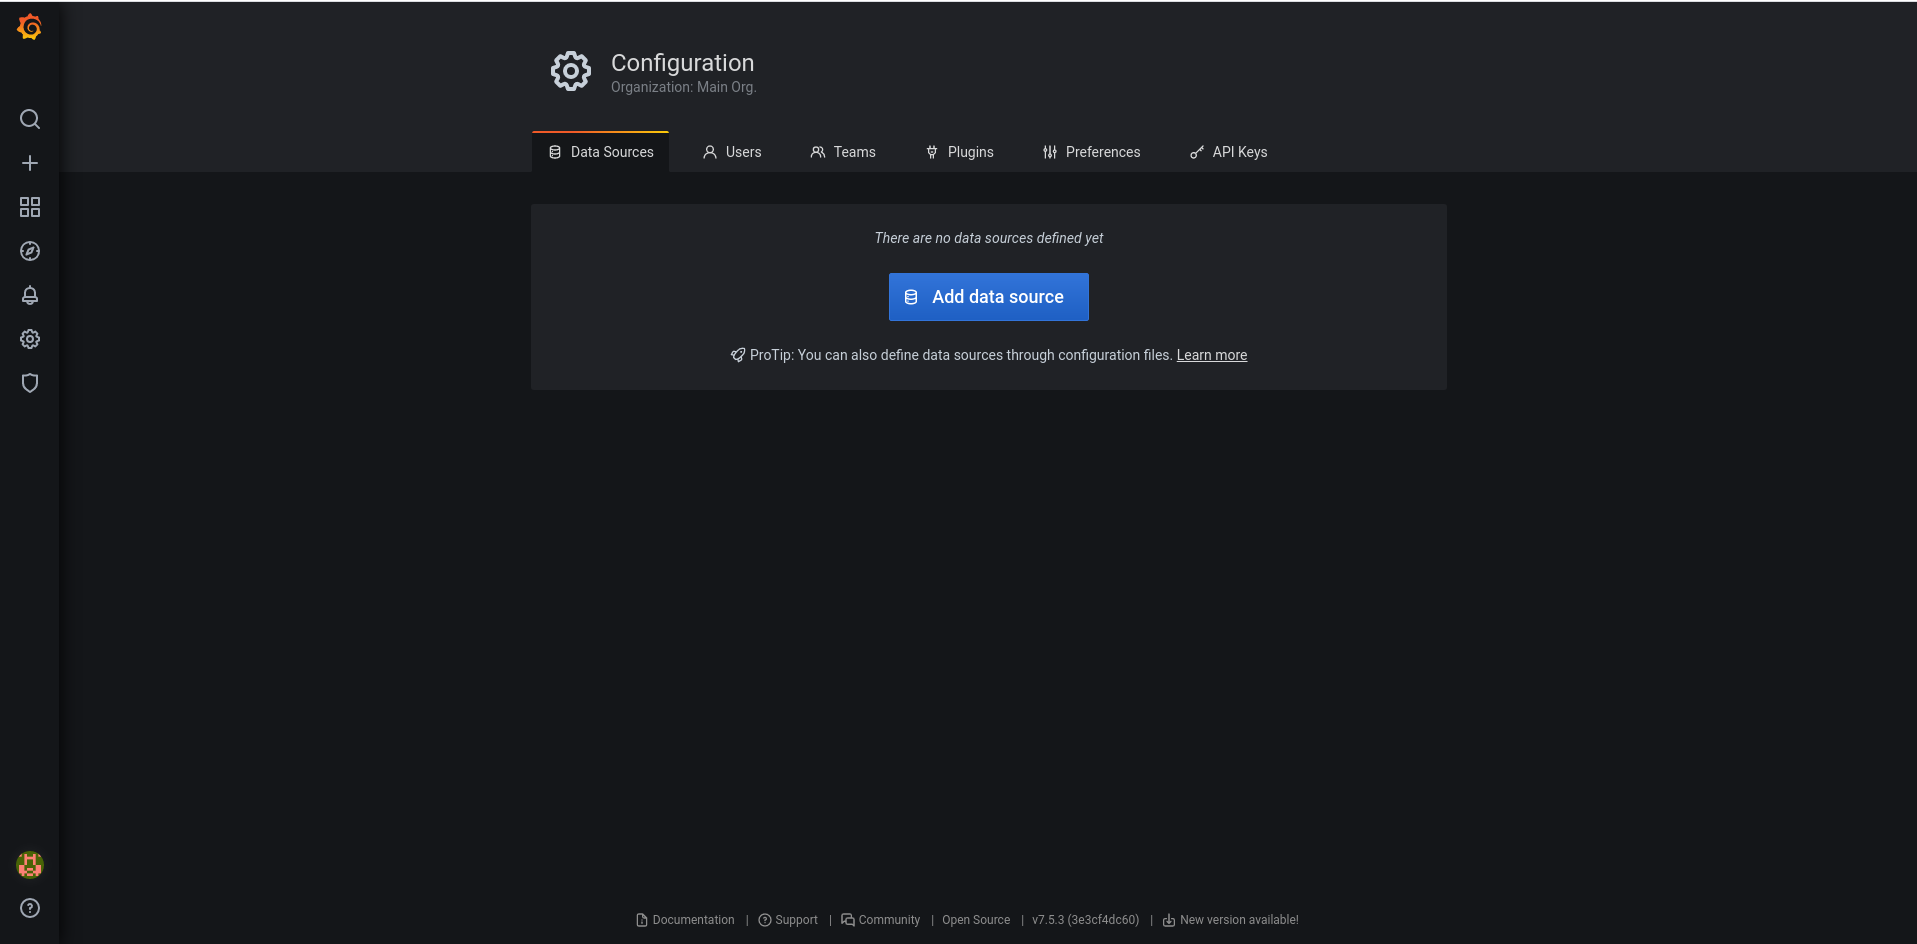 Configuration
Organization: Main Org.
Data Sources Users Teams Plugins Preferences API Keys
There are no data sources defined yet
Add data source
ProTip: You can also define data sources through configuration files. Learn more
Documentation | Support | Community | Open Source | v7.5.3 (3e3cf4dc60) | New version available!